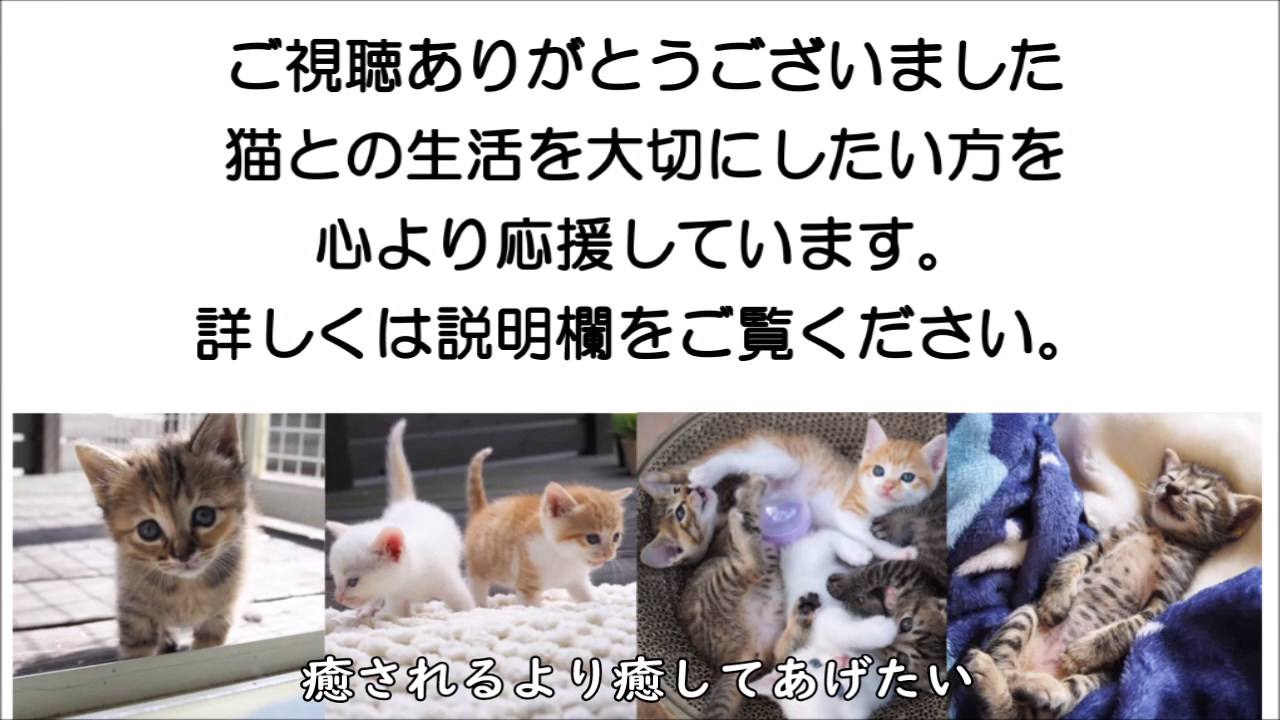 ご視聴ありがとうございました
猫との生活を大切にしたい方を
心より応援しています。
詳しくは説明欄をご覧ください。
癒されるより癒してあげたい